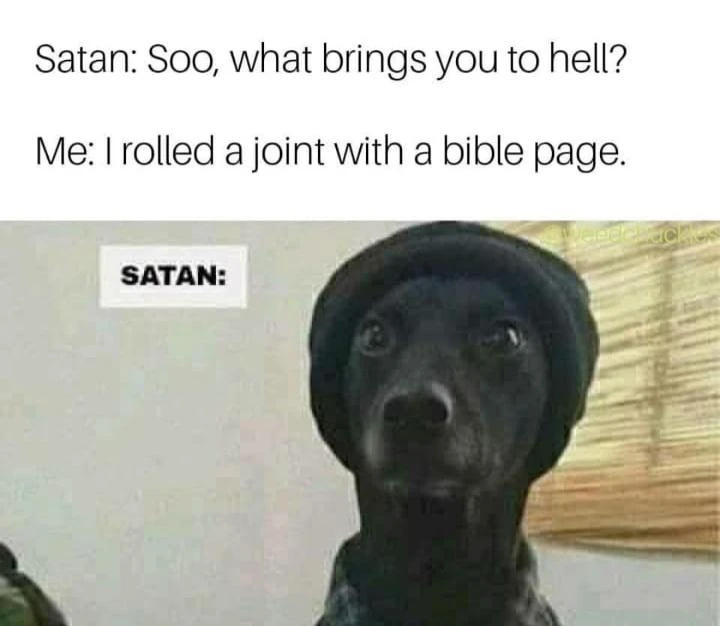 Satan: Soo, what brings you to hell?
Me: I rolled a joint with a bible page.
SATAN: